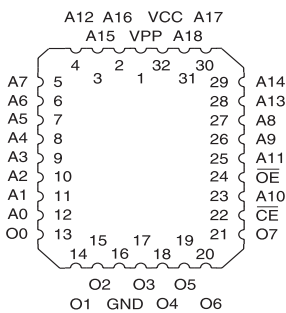 A12 A16 VCC A17
A15 VPP A18
4 3 2 1 32 31 30
A7 5 29 A14
A6 6 28 A13
A5 7 27 A8
A4 8 26 A9
A3 9 25 A11
A2 10 24 OE
A1 11 23 A10
A0 12 22 CE
O0 13 21 O7
14 15 16 17 18 19 20
O2 O3 O5
O1 GND O4 O6